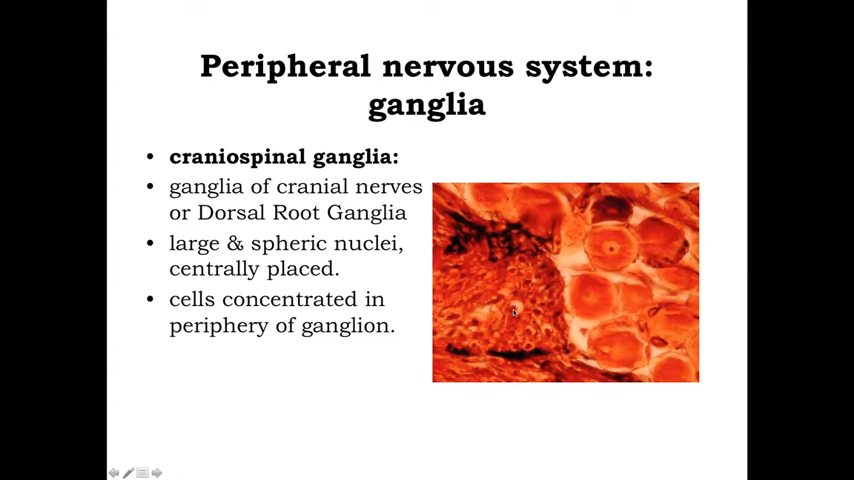 Peripheral nervous system:
ganglia
• craniospinal ganglia:
• ganglia of cranial nerves
or Dorsal Root Ganglia
• large & spheric nuclei,
centrally placed.
• cells concentrated in
periphery of ganglion.